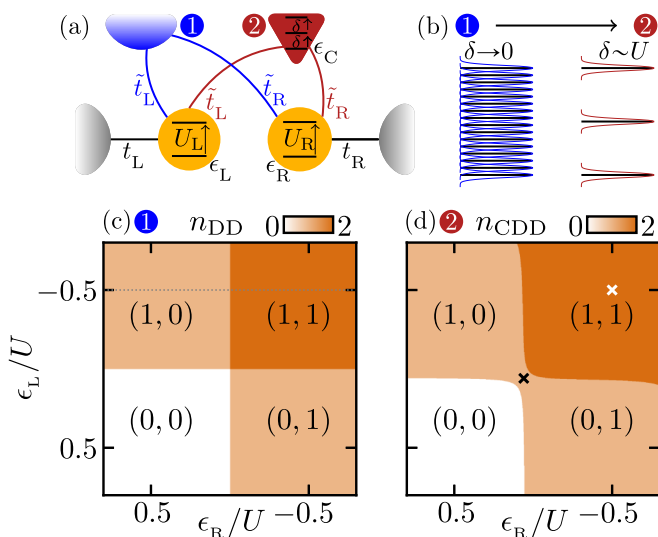 (a) 1 2 δ↑ δ↑ ϵ_C (b) 1 2
δ→0 δ~U
t̃_L t̃_L t̃_R t̃_R
U_L↑ U_R↑
t_L ϵ_L ϵ_R t_R
(c) 1 n_DD 0 2 (d) 2 n_CDD 0 2
−0.5 (1, 0) (1, 1) (1, 0) (1, 1)
ϵ_L/U
0.5 (0, 0) (0, 1) (0, 0) (0, 1)
0.5 −0.5 0.5 −0.5
ϵ_R/U ϵ_R/U